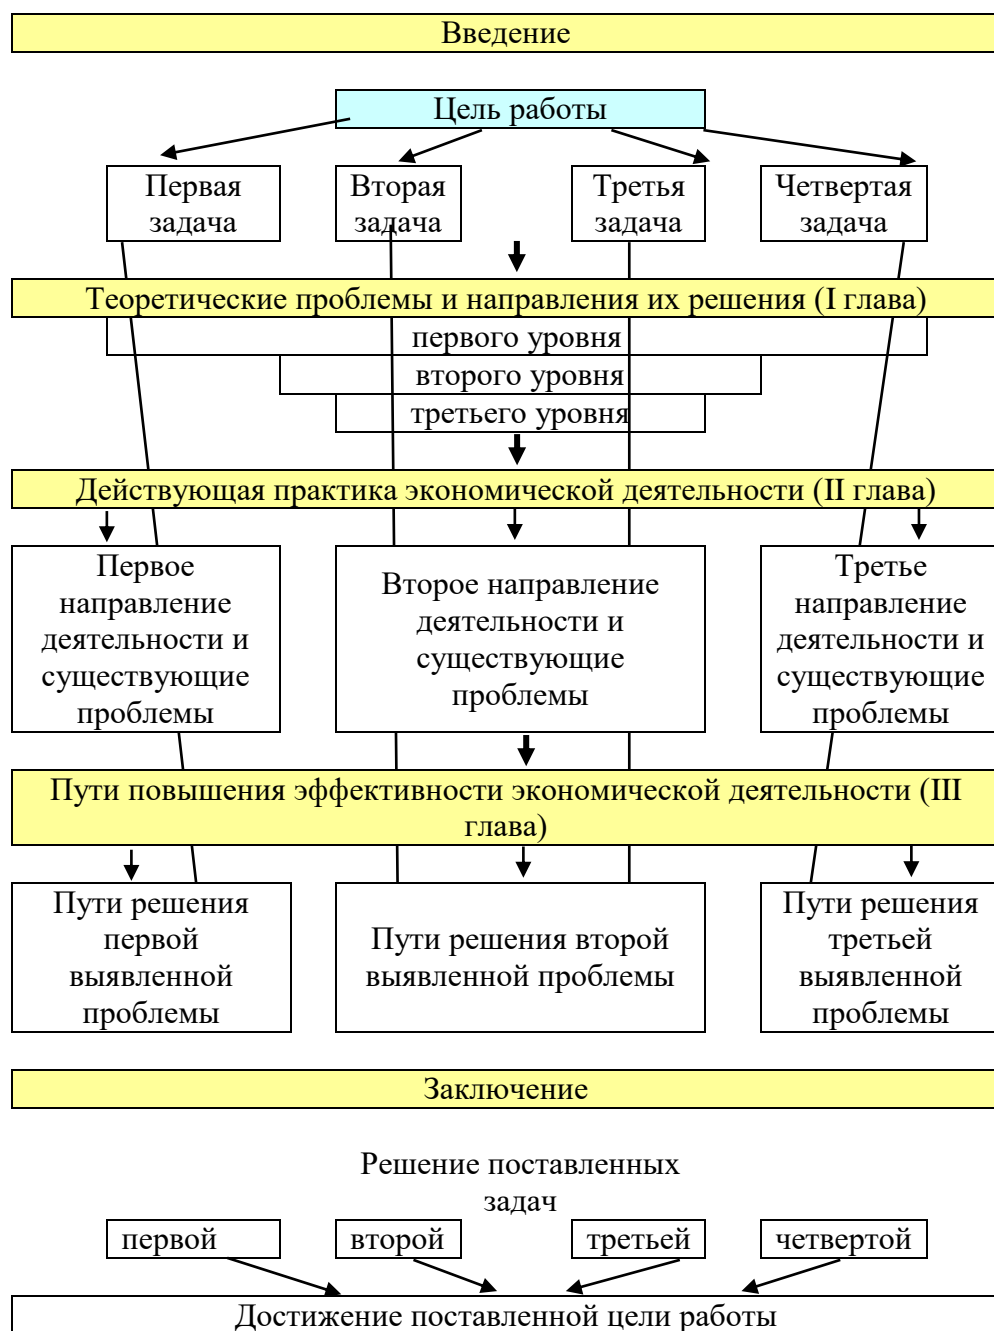 Введение
Цель работы
Первая
задача
Вторая
задача
Третья
задача
Четвертая
задача
Теоретические проблемы и направления их решения (I глава)
первого уровня
второго уровня
третьего уровня
Действующая практика экономической деятельности (II глава)
Первое
направление
деятельности и
существующие
проблемы
Второе направление
деятельности и
существующие
проблемы
Третье
направление
деятельности и
существующие
проблемы
Пути повышения эффективности экономической деятельности (III
глава)
Пути решения
первой
выявленной
проблемы
Пути решения второй
выявленной проблемы
Пути решения
третьей
выявленной
проблемы
Заключение
Решение поставленных
задач
первой
второй
третьей
четвертой
Достижение поставленной цели работы